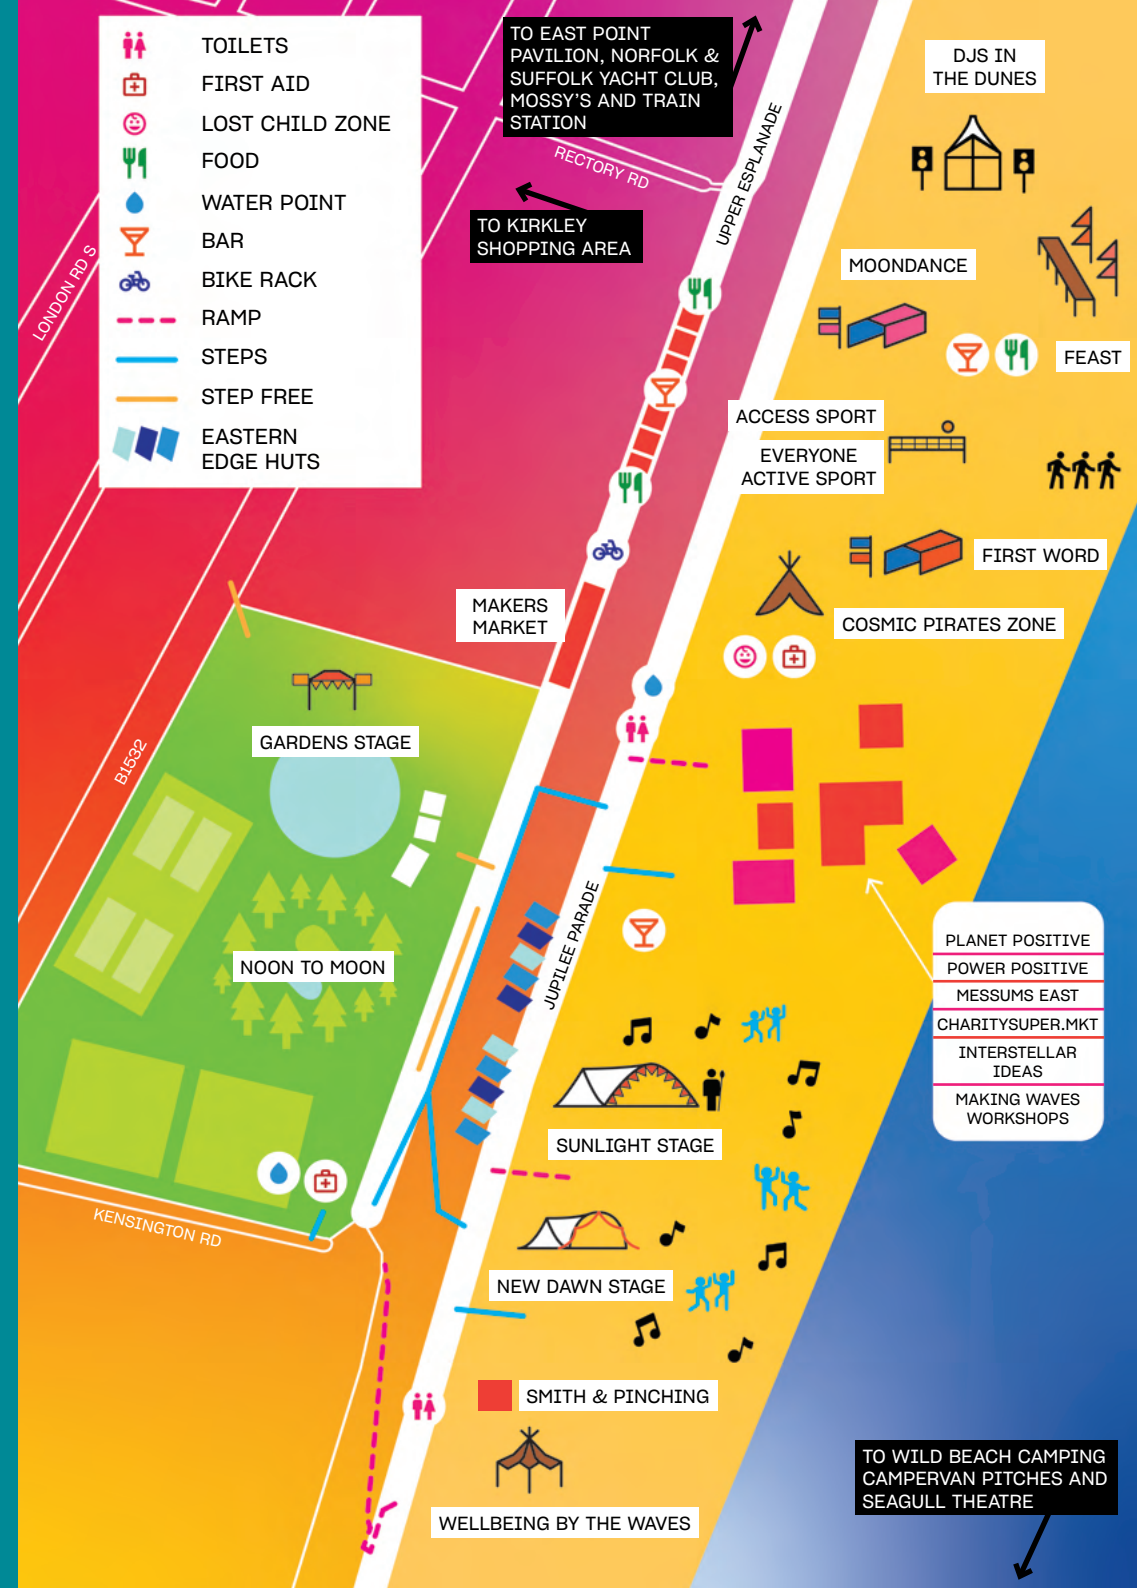 TOILETS
FIRST AID
LOST CHILD ZONE
FOOD
WATER POINT
BAR
BIKE RACK
RAMP
STEPS
STEP FREE
EASTERN
EDGE HUTS
TO EAST POINT
PAVILION, NORFOLK &
SUFFOLK YACHT CLUB,
MOSSY'S AND TRAIN
STATION
RECTORY RD
UPPER ESPLANADE
TO KIRKLEY
SHOPPING AREA
LONDON RD S
DJS IN
THE DUNES
MOONDANCE
FEAST
ACCESS SPORT
EVERYONE
ACTIVE SPORT
FIRST WORD
COSMIC PIRATES ZONE
MAKERS
MARKET
GARDENS STAGE
B1532
NOON TO MOON
JUPILEE PARADE
PLANET POSITIVE
POWER POSITIVE
MESSUMS EAST
CHARITYSUPER.MKT
INTERSTELLAR
IDEAS
MAKING WAVES
WORKSHOPS
SUNLIGHT STAGE
KENSINGTON RD
NEW DAWN STAGE
SMITH & PINCHING
WELLBEING BY THE WAVES
TO WILD BEACH CAMPING
CAMPERVAN PITCHES AND
SEAGULL THEATRE